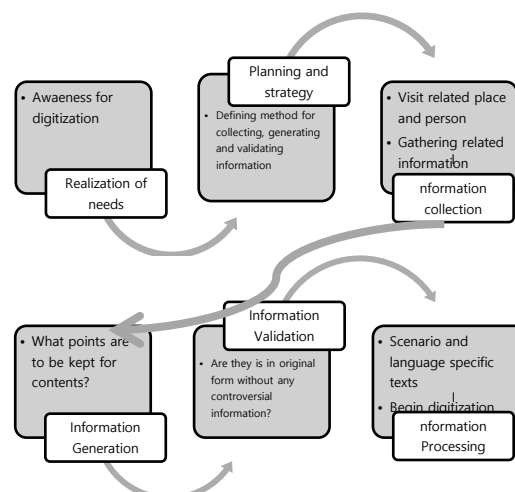 • Awaeness for
digitization
Realization of
needs
Planning and
strategy
• Defining method for
collecting, generating
and validating
information
• Visit related place
and person
• Gathering related
information
I
nformation
collection
• What points are
to be kept for
contents?
Information
Generation
Information
Validation
• Are they is in original
form without any
controversial
information?
• Scenario and
language specific
texts
• Begin digitization
I
nformation
Processing